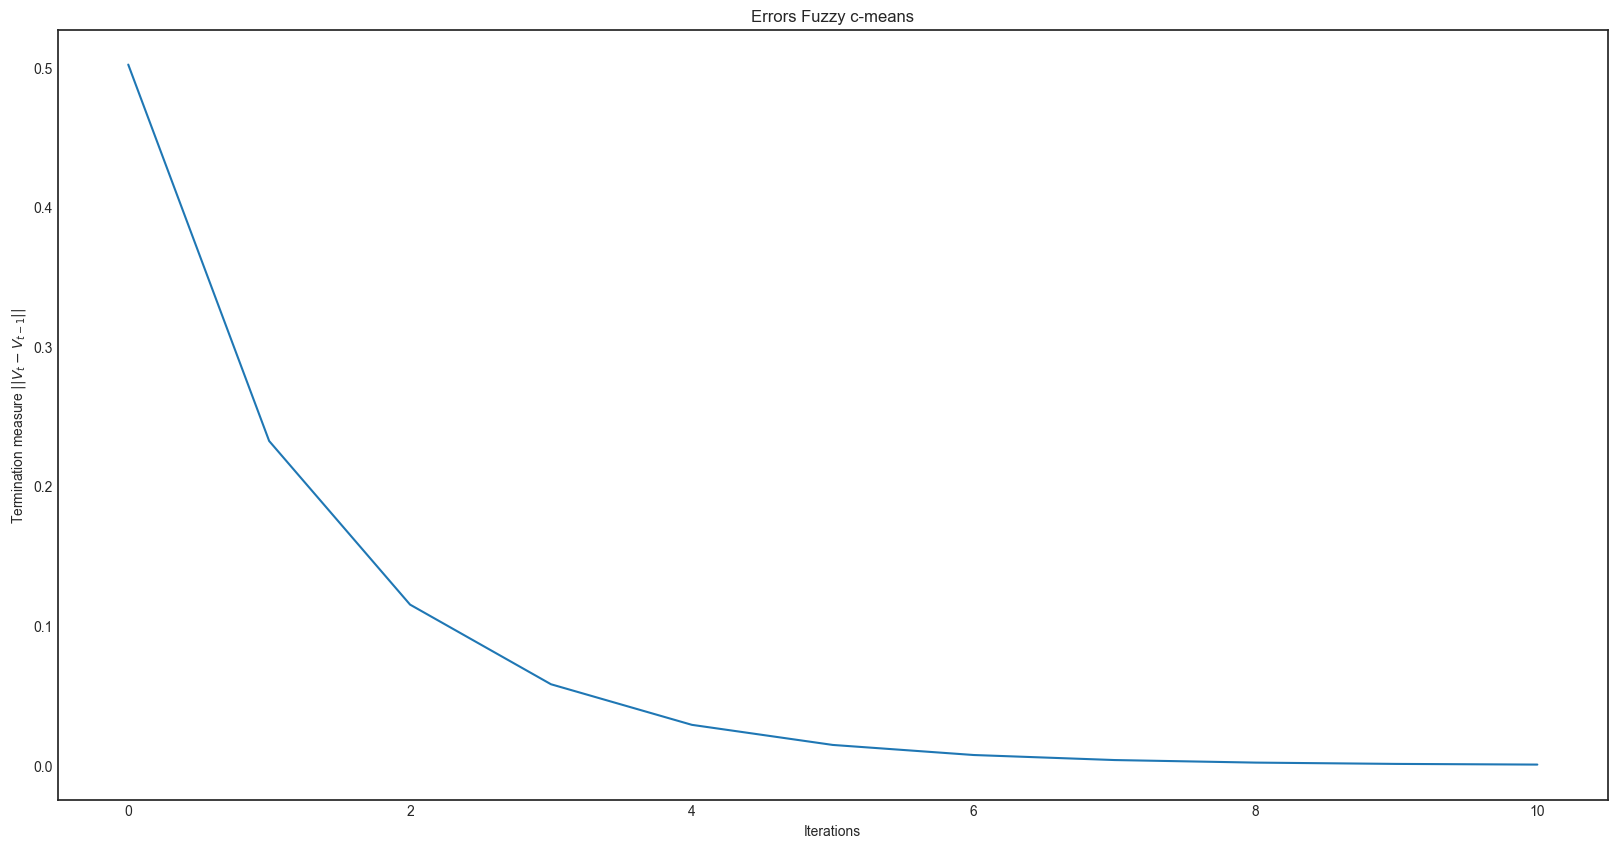 Errors Fuzzy c-means
Termination measure ||V_t − V_{t−1}||
0.5
0.4
0.3
0.2
0.1
0.0
0 2 4 6 8 10
Iterations